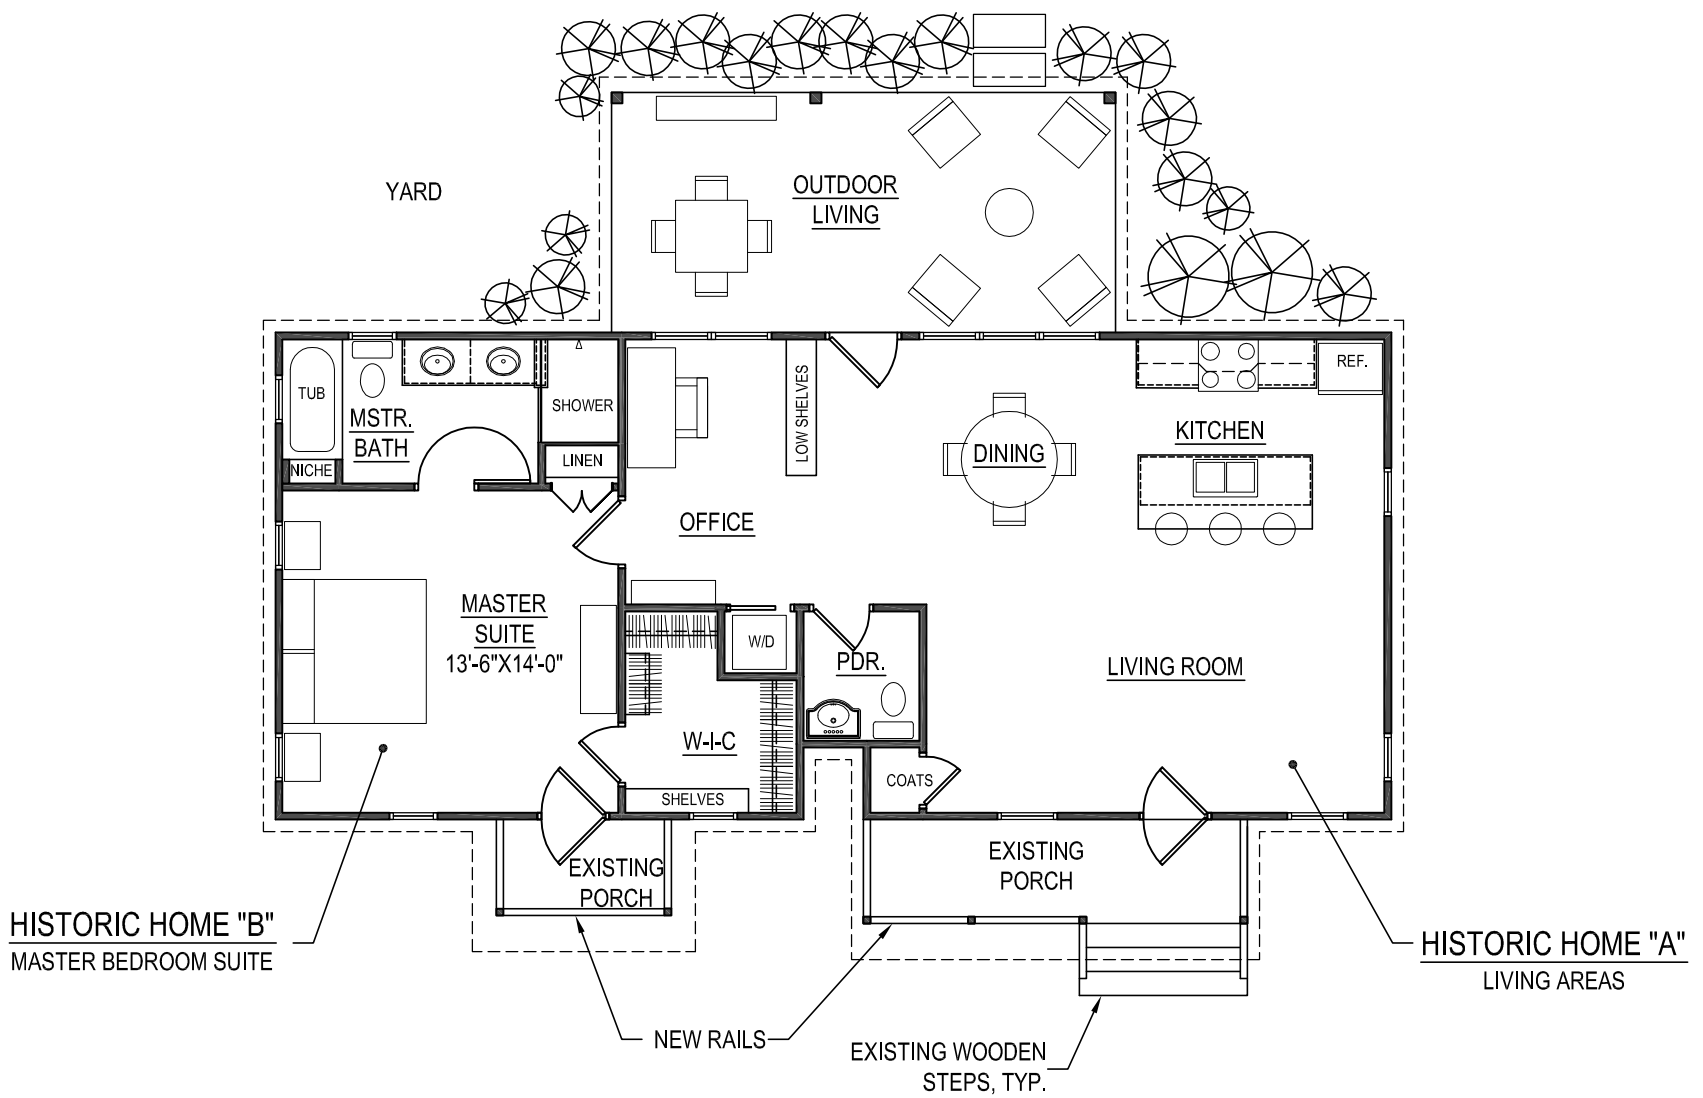 YARD
OUTDOOR
LIVING
TUB
MSTR.
BATH
NICHE
SHOWER
LINEN
LOW SHELVES
REF.
KITCHEN
DINING
OFFICE
MASTER
SUITE
13'-6"X14'-0"
W/D
PDR.
LIVING ROOM
W-I-C
COATS
SHELVES
EXISTING
PORCH
EXISTING
PORCH
HISTORIC HOME "B"
MASTER BEDROOM SUITE
HISTORIC HOME "A"
LIVING AREAS
NEW RAILS
EXISTING WOODEN
STEPS, TYP.